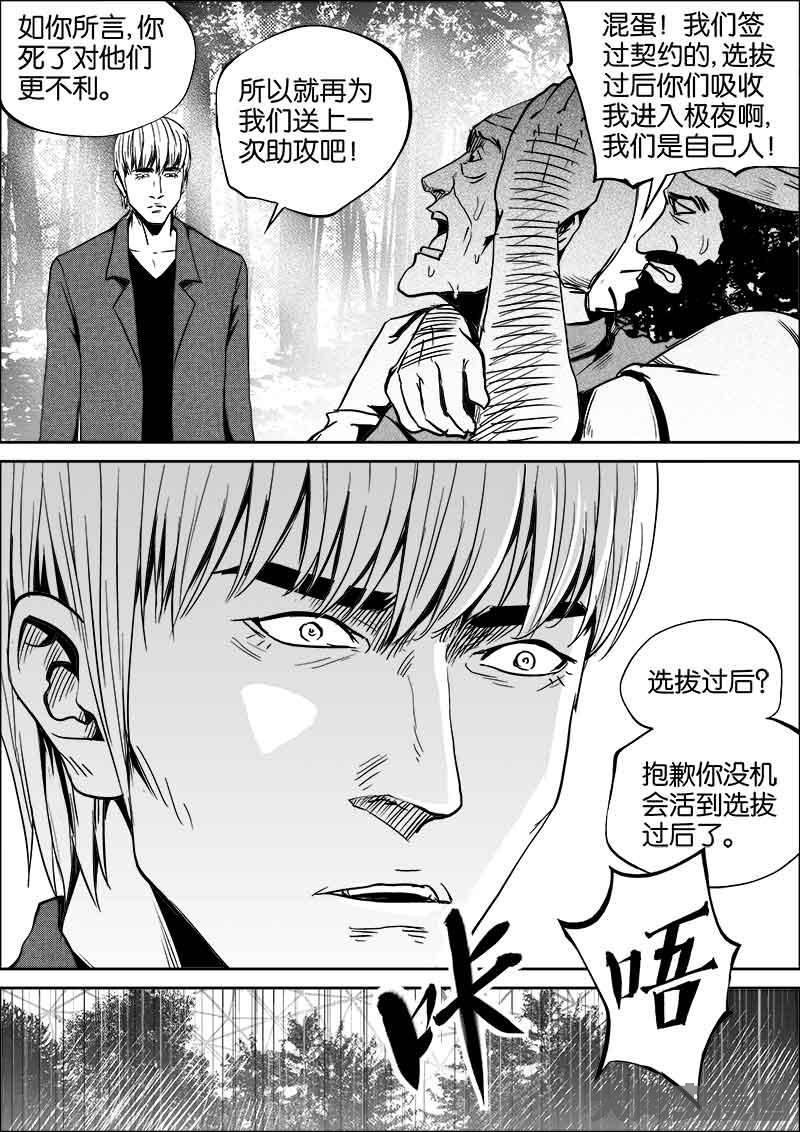 混蛋！我们签
过契约的，选拔
过后你们吸收
我进入极夜啊，
我们是自己人！
如你所言，你
死了对他们
更不利。
所以就再为
我们送上一
次助攻吧！
选拔过后？
抱歉你没机
会活到选拔
过后了。
唔
咔